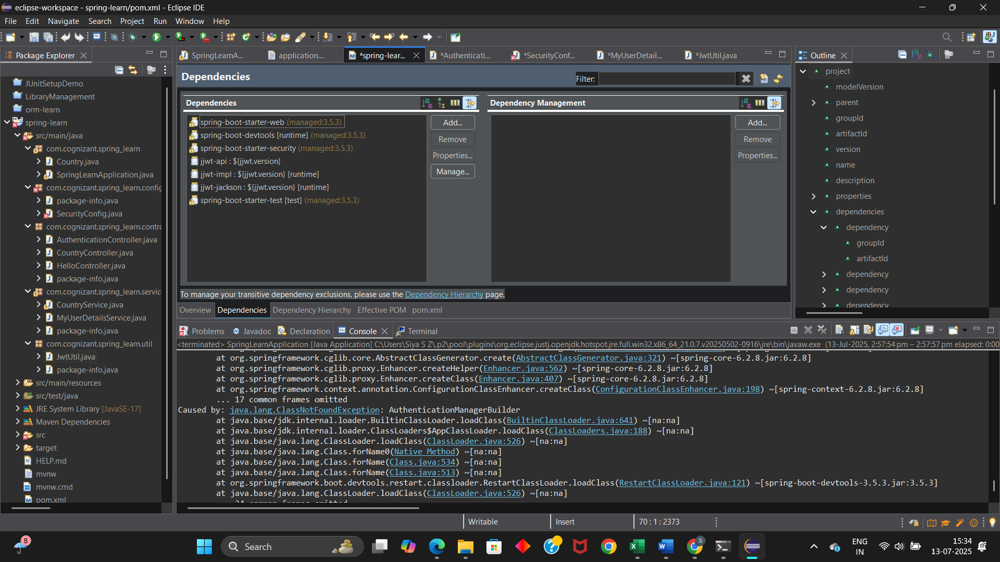 eclipse-workspace - spring-learn/pom.xml - Eclipse IDE
File Edit Navigate Search Project Run Window Help
Package Explorer
JUnitSetupDemo
LibraryManagement
orm-learn
spring-learn
src/main/java
com.cognizant.spring_learn
Country.java
SpringLearnApplication.java
com.cognizant.spring_learn.config
package-info.java
SecurityConfig.java
com.cognizant.spring_learn.contro
AuthenticationController.java
CountryController.java
HelloController.java
package-info.java
com.cognizant.spring_learn.servic
CountryService.java
MyUserDetailsService.java
package-info.java
com.cognizant.spring_learn.util
JwtUtil.java
package-info.java
src/main/resources
src/test/java
JRE System Library [JavaSE-17]
Maven Dependencies
src
target
HELP.md
mvnw
mvnw.cmd
pom.xml
SpringLearnA... application.... *spring-lear... *Authenticati... *SecurityConf... *MyUserDetail... *JwtUtil.java
Dependencies
Filter:
Dependencies
spring-boot-starter-web (managed:3.5.3)
spring-boot-devtools [runtime] (managed:3.5.3)
spring-boot-starter-security (managed:3.5.3)
jjwt-api : ${jjwt.version}
jjwt-impl : ${jjwt.version} [runtime]
jjwt-jackson : ${jjwt.version} [runtime]
spring-boot-starter-test [test] (managed:3.5.3)
Add...
Remove
Properties...
Manage...
Dependency Management
Add...
Remove
Properties...
To manage your transitive dependency exclusions, please use the Dependency Hierarchy page.
Overview Dependencies Dependency Hierarchy Effective POM pom.xml
Outline
project
modelVersion
parent
groupId
artifactId
version
name
description
properties
dependencies
dependency
groupId
artifactId
dependency
dependency
dependency
Problems Javadoc Declaration Console Terminal
<terminated> SpringLearnApplication [Java Application] C:\Users\Siya S Z\.p2\pool\plugins\org.eclipse.justj.openjdk.hotspot.jre.full.win32.x86_64_21.0.7.v20250502-0916\jre\bin\javaw.exe (13-Jul-2025, 2:57:54 pm – 2:57:57 pm elapsed: 0:00
at org.springframework.cglib.core.AbstractClassGenerator.create(AbstractClassGenerator.java:321) ~[spring-core-6.2.8.jar:6.2.8]
at org.springframework.cglib.proxy.Enhancer.createHelper(Enhancer.java:562) ~[spring-core-6.2.8.jar:6.2.8]
at org.springframework.cglib.proxy.Enhancer.createClass(Enhancer.java:407) ~[spring-core-6.2.8.jar:6.2.8]
at org.springframework.context.annotation.ConfigurationClassEnhancer.createClass(ConfigurationClassEnhancer.java:198) ~[spring-context-6.2.8.jar:6.2.8]
... 17 common frames omitted
Caused by: java.lang.ClassNotFoundException: AuthenticationManagerBuilder
at java.base/jdk.internal.loader.BuiltinClassLoader.loadClass(BuiltinClassLoader.java:641) ~[na:na]
at java.base/jdk.internal.loader.ClassLoaders$AppClassLoader.loadClass(ClassLoaders.java:188) ~[na:na]
at java.base/java.lang.ClassLoader.loadClass(ClassLoader.java:526) ~[na:na]
at java.base/java.lang.Class.forName0(Native Method) ~[na:na]
at java.base/java.lang.Class.forName(Class.java:534) ~[na:na]
at java.base/java.lang.Class.forName(Class.java:513) ~[na:na]
at org.springframework.boot.devtools.restart.classloader.RestartClassLoader.loadClass(RestartClassLoader.java:121) ~[spring-boot-devtools-3.5.3.jar:3.5.3]
at java.base/java.lang.ClassLoader.loadClass(ClassLoader.java:526) ~[na:na]
Writable Insert 70 : 1 : 2373
8
Search
S
ENG
IN
15:34
13-07-2025